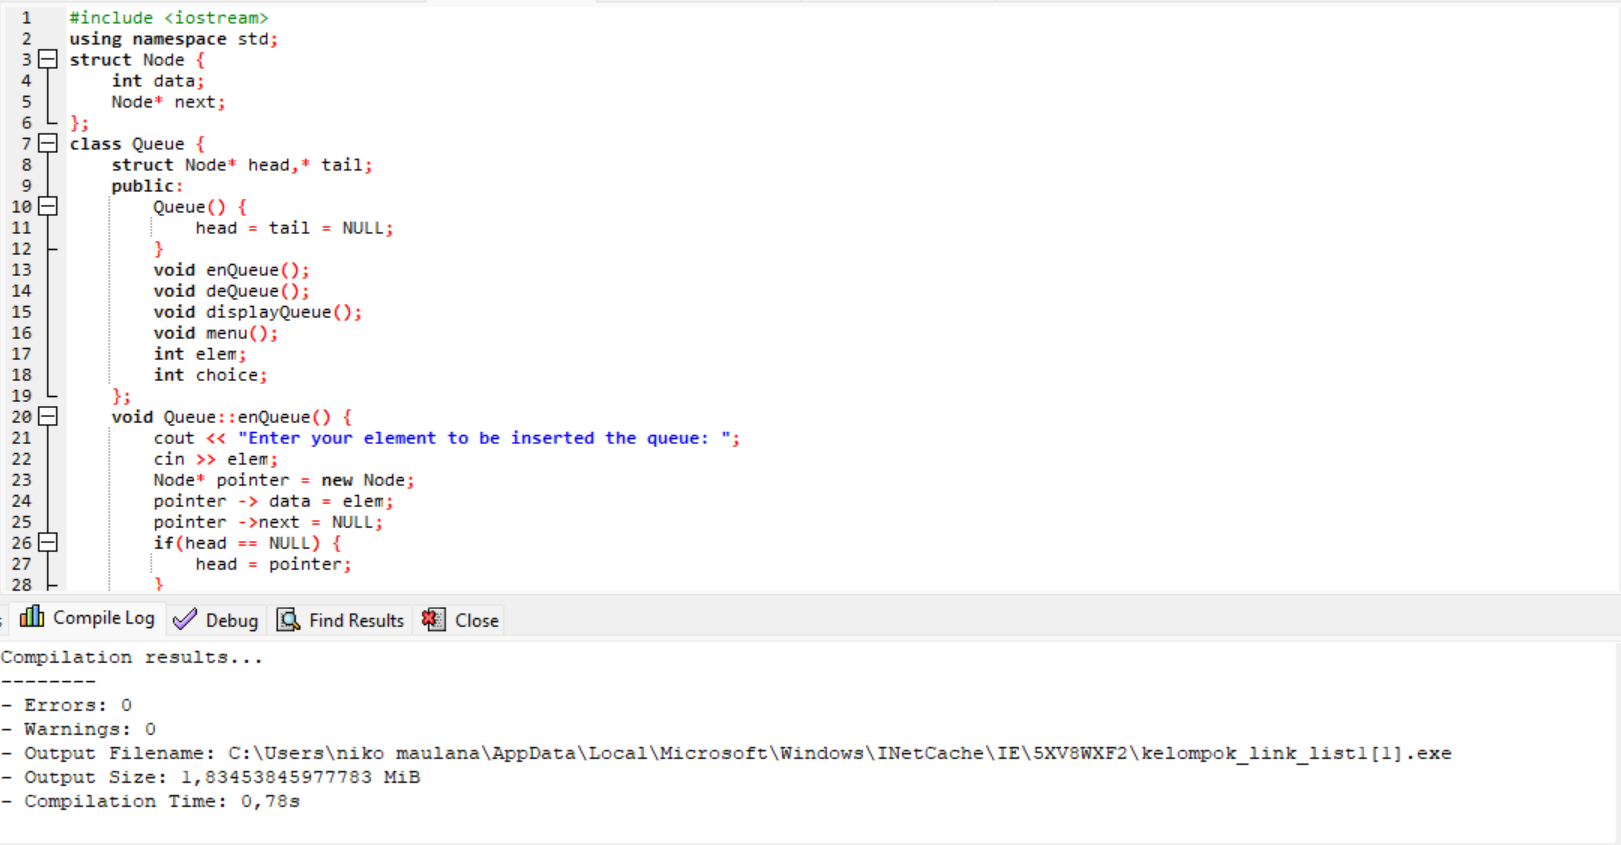 1 #include <iostream>
2 using namespace std;
3 struct Node {
4 int data;
5 Node* next;
6 };
7 class Queue {
8 struct Node* head,* tail;
9 public:
10 Queue() {
11 head = tail = NULL;
12 }
13 void enQueue();
14 void deQueue();
15 void displayQueue();
16 void menu();
17 int elem;
18 int choice;
19 };
20 void Queue::enQueue() {
21 cout << "Enter your element to be inserted the queue: ";
22 cin >> elem;
23 Node* pointer = new Node;
24 pointer -> data = elem;
25 pointer ->next = NULL;
26 if(head == NULL) {
27 head = pointer;
28 }
Compile Log Debug Find Results Close
Compilation results...
--------
- Errors: 0
- Warnings: 0
- Output Filename: C:\Users\niko maulana\AppData\Local\Microsoft\Windows\INetCache\IE\5XV8WXF2\kelompok_link_list1[1].exe
- Output Size: 1,83453845977783 MiB
- Compilation Time: 0,78s